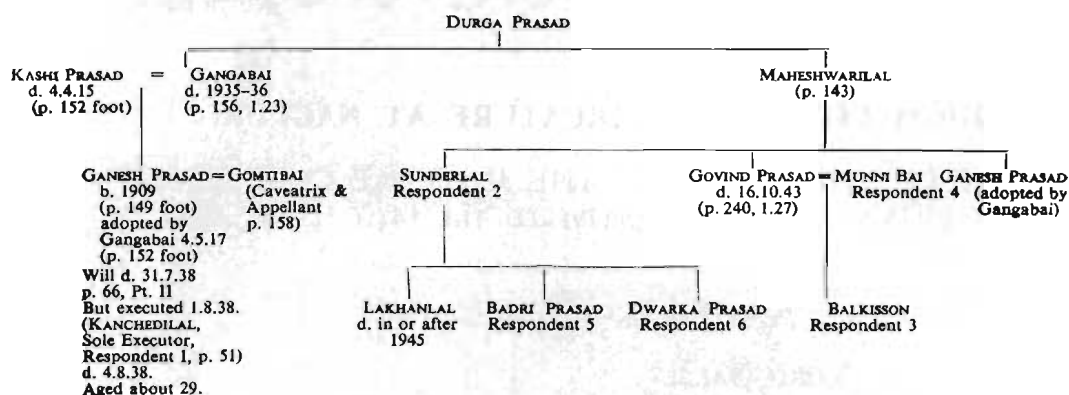 DURGA PRASAD
KASHI PRASAD = GANGABAI
d. 4.4.15
(p. 152 foot)
d. 1935–36
(p. 156, 1.23)
MAHESHWARILAL
(p. 143)
GANESH PRASAD = GOMTIBAI
b. 1909
(p. 149 foot)
adopted by
Gangabai 4.5.17
(p. 152 foot)
Will d. 31.7.38
p. 66, Pt. II
But executed 1.8.38.
(KANCHEDILAL,
Sole Executor,
Respondent 1, p. 51)
d. 4.8.38.
Aged about 29.
(Caveatrix &
Appellant
p. 158)
SUNDERLAL
Respondent 2
GOVIND PRASAD = MUNNI BAI
d. 16.10.43
(p. 240, 1.27)
Respondent 4
GANESH PRASAD
(adopted by
Gangabai)
LAKHANLAL
d. in or after
1945
BADRI PRASAD
Respondent 5
DWARKA PRASAD
Respondent 6
BALKISSON
Respondent 3